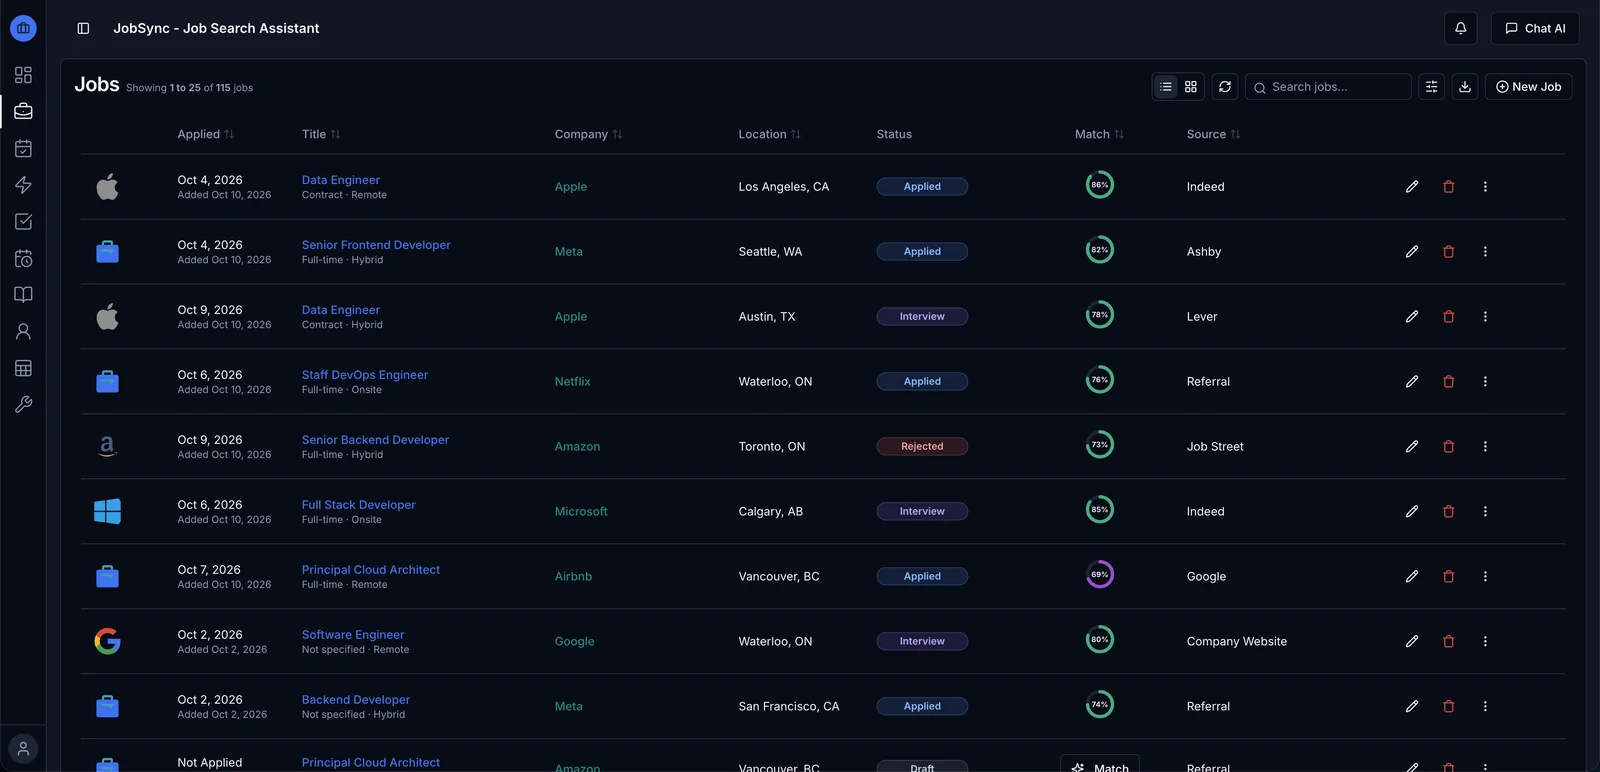 JobSync - Job Search Assistant
Chat AI
Jobs Showing 1 to 25 of 115 jobs
Search jobs...
New Job
Applied Title Company Location Status Match Source
Oct 4, 2026 Data Engineer
Added Oct 10, 2026 Contract · Remote
Apple Los Angeles, CA Applied 86% Indeed
Oct 4, 2026 Senior Frontend Developer
Added Oct 10, 2026 Full-time · Hybrid
Meta Seattle, WA Applied 82% Ashby
Oct 9, 2026 Data Engineer
Added Oct 10, 2026 Contract · Hybrid
Apple Austin, TX Interview 78% Lever
Oct 6, 2026 Staff DevOps Engineer
Added Oct 10, 2026 Full-time · Onsite
Netflix Waterloo, ON Applied 76% Referral
Oct 9, 2026 Senior Backend Developer
Added Oct 10, 2026 Full-time · Hybrid
Amazon Toronto, ON Rejected 73% Job Street
Oct 6, 2026 Full Stack Developer
Added Oct 10, 2026 Full-time · Onsite
Microsoft Calgary, AB Interview 85% Indeed
Oct 7, 2026 Principal Cloud Architect
Added Oct 10, 2026 Full-time · Remote
Airbnb Vancouver, BC Applied 69% Google
Oct 2, 2026 Software Engineer
Added Oct 2, 2026 Not specified · Remote
Google Waterloo, ON Interview 80% Company Website
Oct 2, 2026 Backend Developer
Added Oct 2, 2026 Not specified · Hybrid
Meta San Francisco, CA Applied 74% Referral
Not Applied Principal Cloud Architect
Amazon Vancouver, BC Draft Match Referral